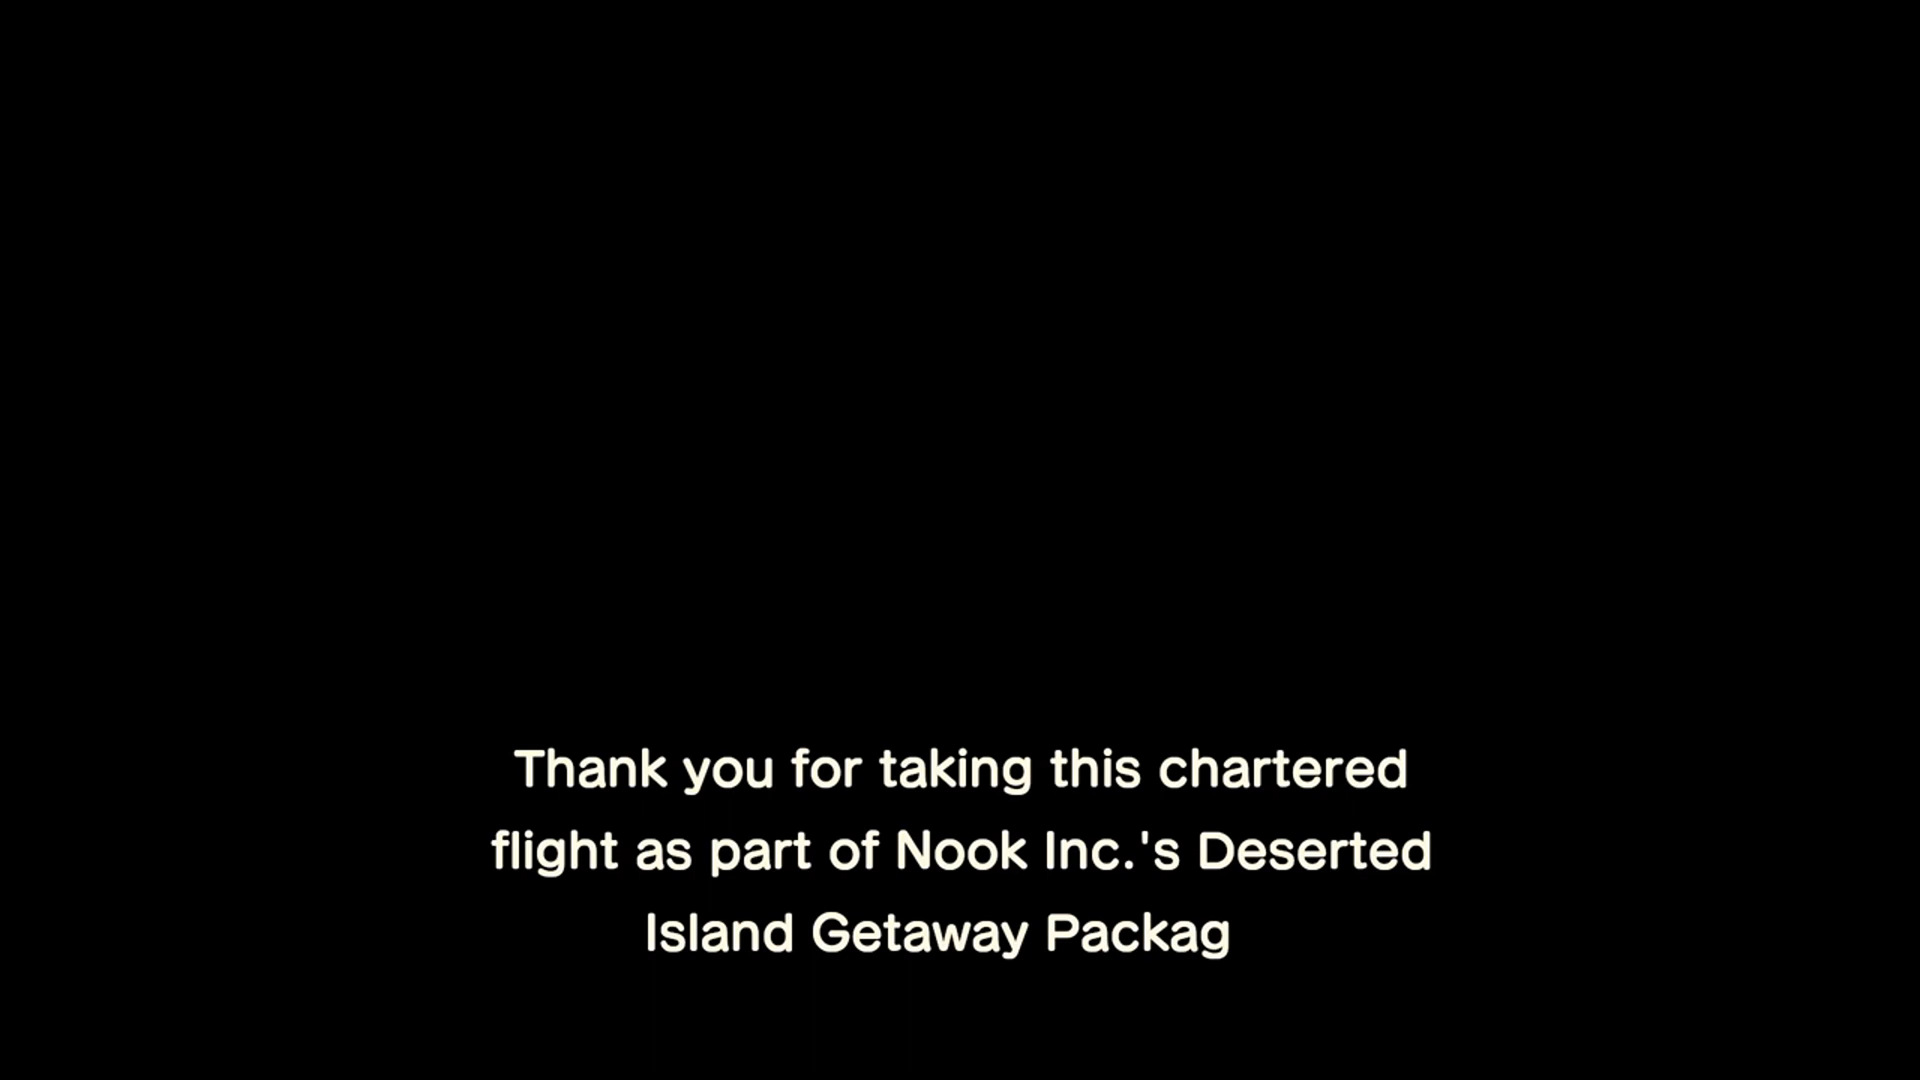 Thank you for taking this chartered
flight as part of Nook Inc.'s Deserted
Island Getaway Packag